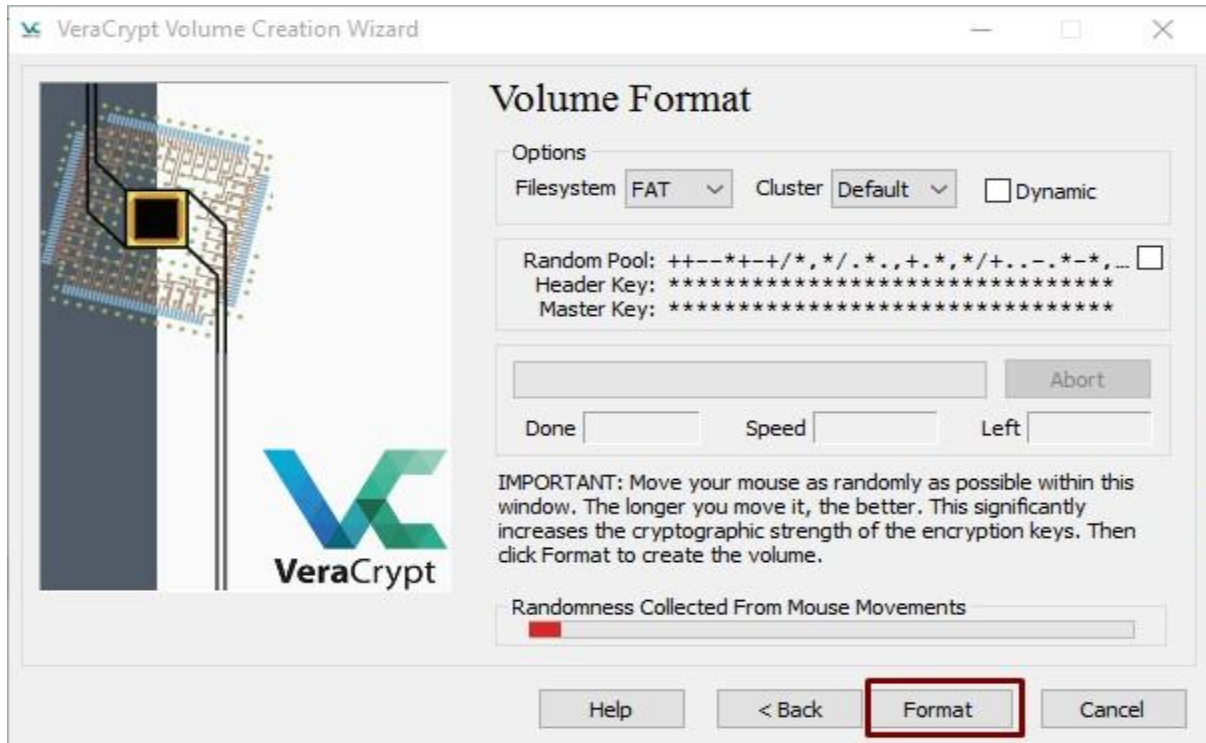 VeraCrypt Volume Creation Wizard
Volume Format
Options
Filesystem FAT Cluster Default Dynamic
Random Pool: ++--*+-+/*,*/.*.,+.*,*/+..-.*-*,...
Header Key: ********************************
Master Key: ********************************
Abort
Done Speed Left
IMPORTANT: Move your mouse as randomly as possible within this
window. The longer you move it, the better. This significantly
increases the cryptographic strength of the encryption keys. Then
click Format to create the volume.
VeraCrypt
Randomness Collected From Mouse Movements
Help < Back Format Cancel